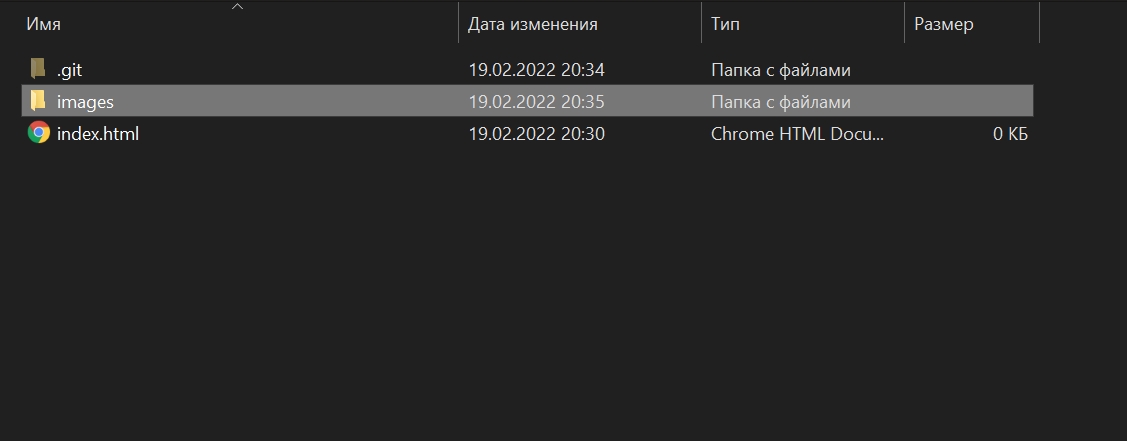 Имя Дата изменения Тип Размер
.git 19.02.2022 20:34 Папка с файлами
images 19.02.2022 20:35 Папка с файлами
index.html 19.02.2022 20:30 Chrome HTML Docu... 0 КБ